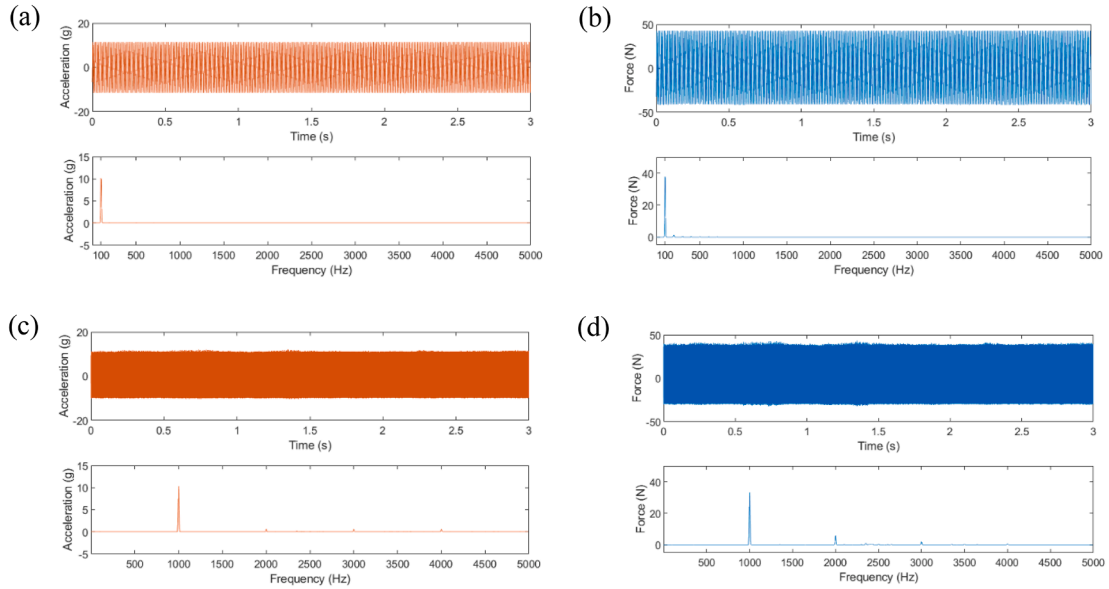 (a)
20
0
-20
Acceleration (g)
0 0.5 1 1.5 2 2.5 3
Time (s)
15
10
5
0
-5
Acceleration (g)
100 500 1000 1500 2000 2500 3000 3500 4000 4500 5000
Frequency (Hz)
(b)
50
0
-50
Force (N)
0 0.5 1 1.5 2 2.5 3
Time (s)
40
20
0
Force (N)
100 500 1000 1500 2000 2500 3000 3500 4000 4500 5000
Frequency (Hz)
(c)
20
0
-20
Acceleration (g)
0 0.5 1 1.5 2 2.5 3
Time (s)
15
10
5
0
-5
Acceleration (g)
500 1000 1500 2000 2500 3000 3500 4000 4500 5000
Frequency (Hz)
(d)
50
0
-50
Force (N)
0 0.5 1 1.5 2 2.5 3
Time (s)
40
20
0
Force (N)
500 1000 1500 2000 2500 3000 3500 4000 4500 5000
Frequency (Hz)